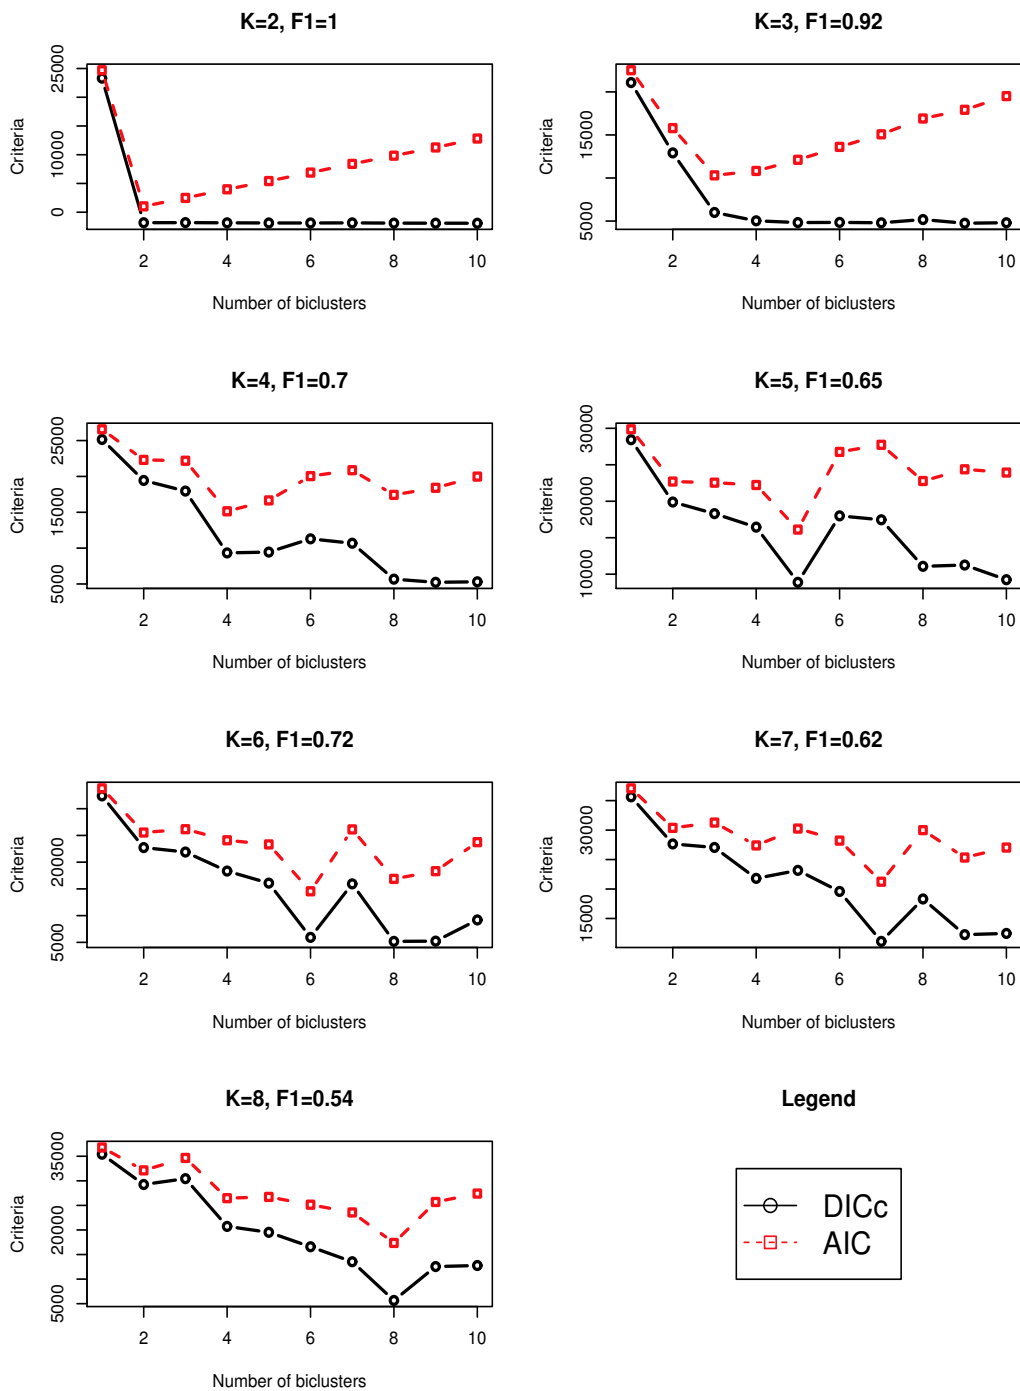 K=2, F1=1
Criteria
0 10000 25000
2 4 6 8 10
Number of biclusters
K=3, F1=0.92
Criteria
5000 15000
2 4 6 8 10
Number of biclusters
K=4, F1=0.7
Criteria
5000 15000 25000
2 4 6 8 10
Number of biclusters
K=5, F1=0.65
Criteria
10000 20000 30000
2 4 6 8 10
Number of biclusters
K=6, F1=0.72
Criteria
5000 20000
2 4 6 8 10
Number of biclusters
K=7, F1=0.62
Criteria
15000 30000
2 4 6 8 10
Number of biclusters
K=8, F1=0.54
Criteria
5000 20000 35000
2 4 6 8 10
Number of biclusters
Legend
DICc
AIC